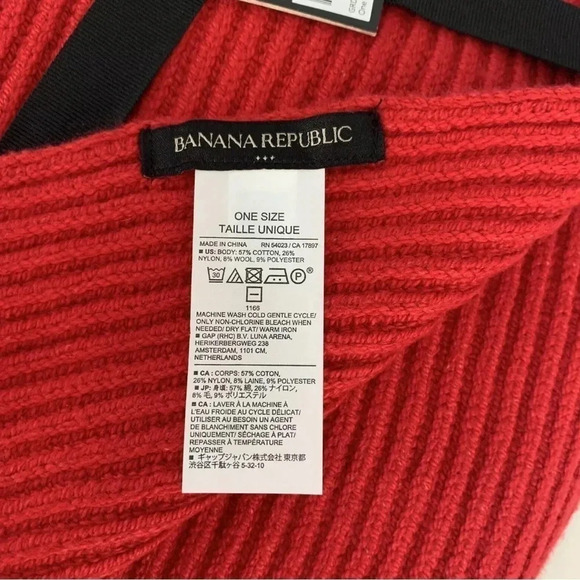 One
BANANA REPUBLIC
ONE SIZE
TAILLE UNIQUE
MADE IN CHINA RN 54023 / CA 17897
■ US: BODY: 57% COTTON, 26%
NYLON, 8% WOOL, 9% POLYESTER
30 P
1165
MACHINE WASH COLD GENTLE CYCLE/
ONLY NON-CHLORINE BLEACH WHEN
NEEDED/ DRY FLAT/ WARM IRON
■ GAP (RHC) B.V. LUNA ARENA,
HERIKERBERGWEG 238
AMSTERDAM, 1101 CM,
NETHERLANDS
■ CA : CORPS: 57% COTON,
26% NYLON, 8% LAINE, 9% POLYESTER
■ JP: 身頃: 57% 綿, 26% ナイロン,
8% 毛, 9% ポリエステル
■ CA : LAVER À LA MACHINE À
L'EAU FROIDE AU CYCLE DÉLICAT/
UTILISER AU BESOIN UN AGENT
DE BLANCHIMENT SANS CHLORE
UNIQUEMENT/ SÉCHAGE À PLAT/
REPASSER À TEMPÉRATURE
MOYENNE
■ ギャップジャパン株式会社 東京都
渋谷区千駄ヶ谷 5-32-10